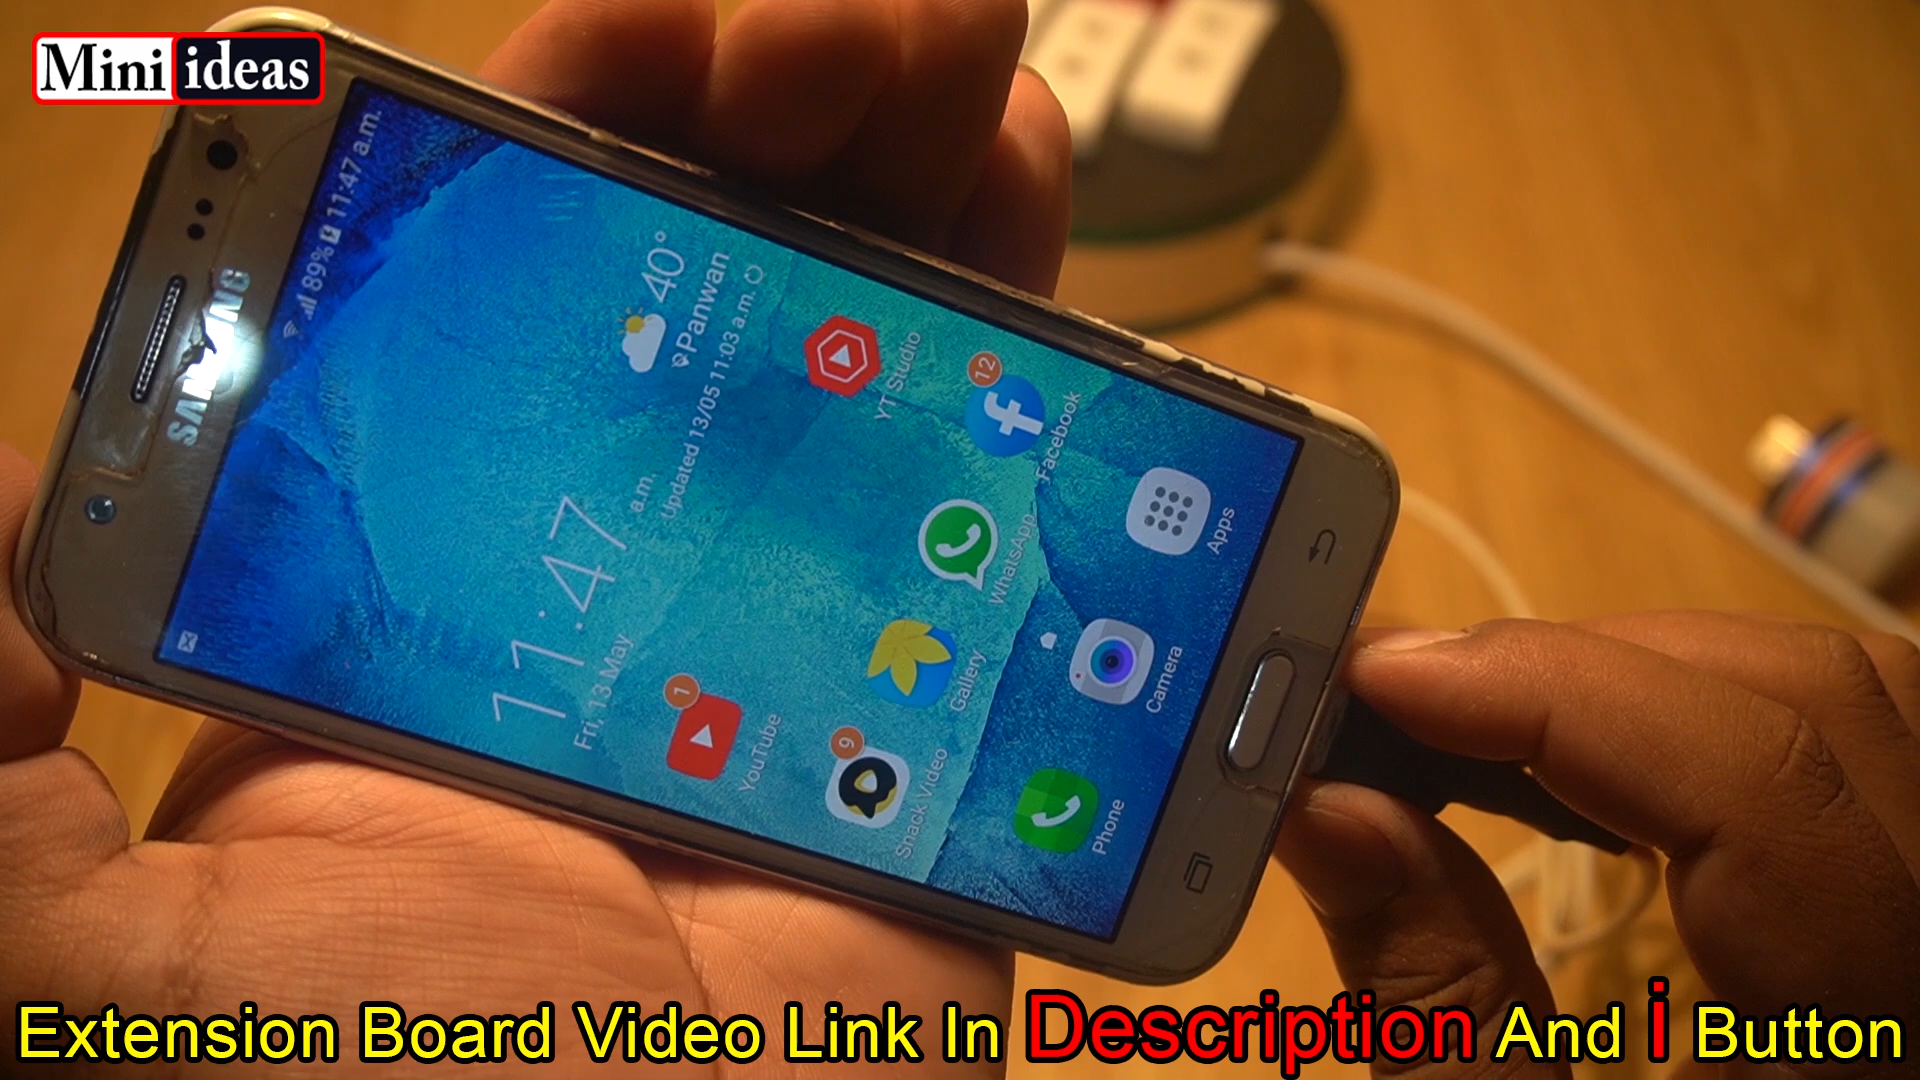 Mini ideas
SAMSUNG
89% 11:47 a.m.
40°
Panwan
Updated 13/05 11:03 a.m.
11:47 a.m.
Fri, 13 May
1
YouTube
YT Studio
9
Snack Video
Gallery
WhatsApp
12
Facebook
Phone
Camera
Apps
Extension Board Video Link In Description And i Button